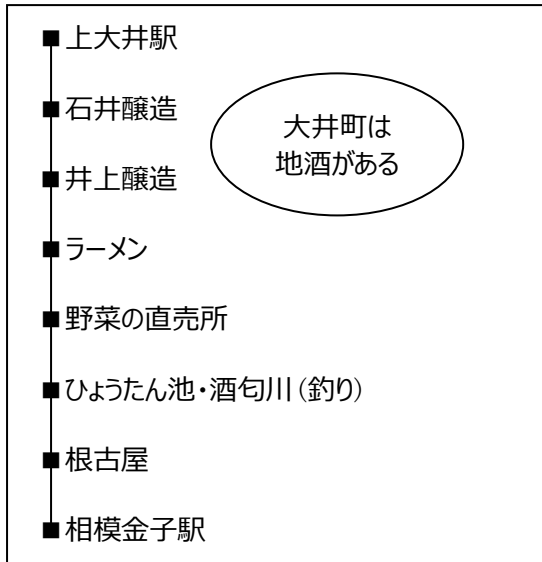 ■上大井駅
■石井醸造
大井町は
地酒がある
■井上醸造
■ラーメン
■野菜の直売所
■ひょうたん池・酒匂川(釣り)
■根古屋
■相模金子駅